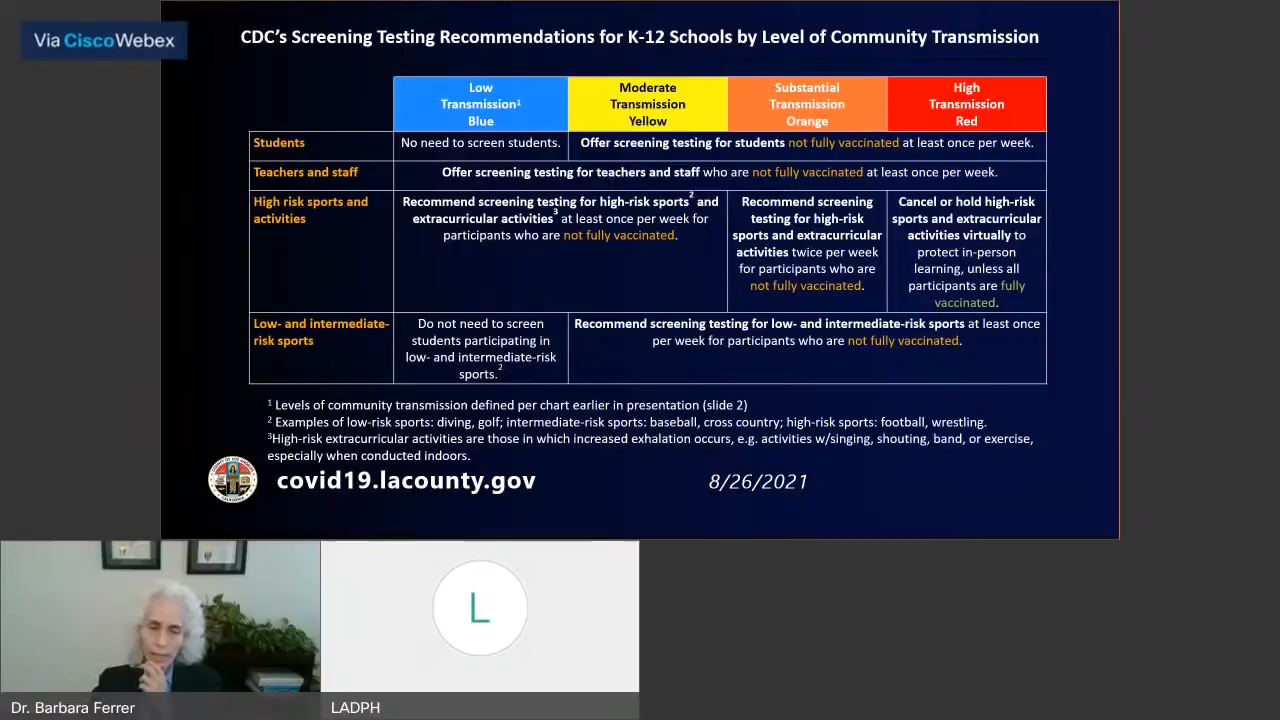 Via Cisco Webex
CDC's Screening Testing Recommendations for K-12 Schools by Level of Community Transmission
Low
Transmission¹
Blue
Moderate
Transmission
Yellow
Substantial
Transmission
Orange
High
Transmission
Red
Students
No need to screen students.
Offer screening testing for students not fully vaccinated at least once per week.
Teachers and staff
Offer screening testing for teachers and staff who are not fully vaccinated at least once per week.
High risk sports and
activities
Recommend screening testing for high-risk sports² and
extracurricular activities³ at least once per week for
participants who are not fully vaccinated.
Recommend screening
testing for high-risk
sports and extracurricular
activities twice per week
for participants who are
not fully vaccinated.
Cancel or hold high-risk
sports and extracurricular
activities virtually to
protect in-person
learning, unless all
participants are fully
vaccinated.
Low- and intermediate-
risk sports
Do not need to screen
students participating in
low- and intermediate-risk
sports.²
Recommend screening testing for low- and intermediate-risk sports at least once
per week for participants who are not fully vaccinated.
¹ Levels of community transmission defined per chart earlier in presentation (slide 2)
² Examples of low-risk sports: diving, golf; intermediate-risk sports: baseball, cross country; high-risk sports: football, wrestling.
³High-risk extracurricular activities are those in which increased exhalation occurs, e.g. activities w/singing, shouting, band, or exercise,
especially when conducted indoors.
covid19.lacounty.gov
8/26/2021
L
Dr. Barbara Ferrer
LADPH